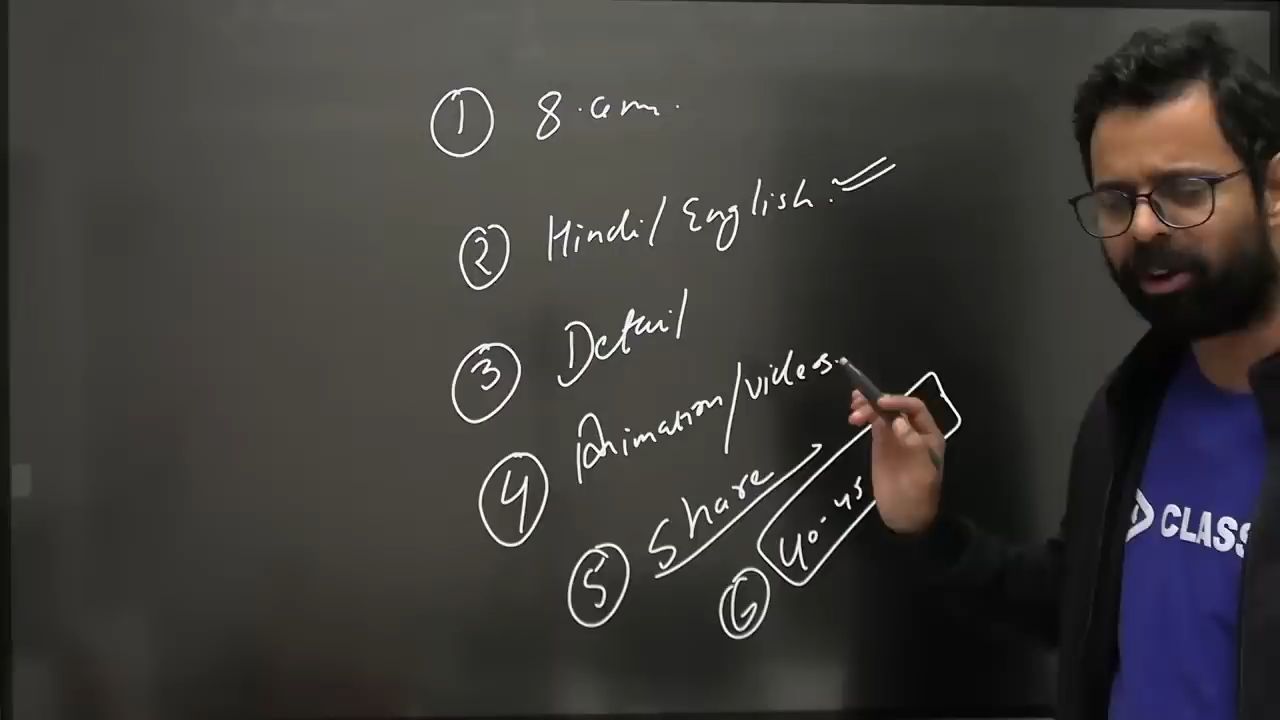 ① 8.am.
② Hindi/English.
③ Detail
④ Animation/videos.
⑤ Share
⑥ 40-45
CLASS